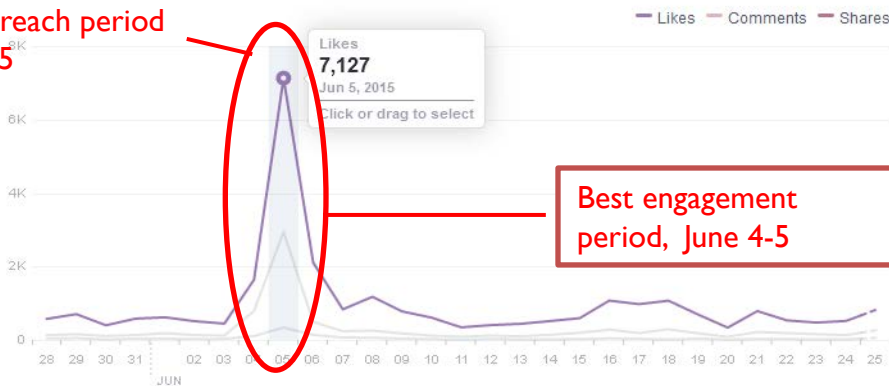 reach period
5
Likes Comments Shares
8K
Likes
7,127
Jun 5, 2015
Click or drag to select
6K
4K
Best engagement
period, June 4-5
2K
0
28 29 30 31 02 03 04 05 06 07 08 09 10 11 12 13 14 15 16 17 18 19 20 21 22 23 24 25
JUN